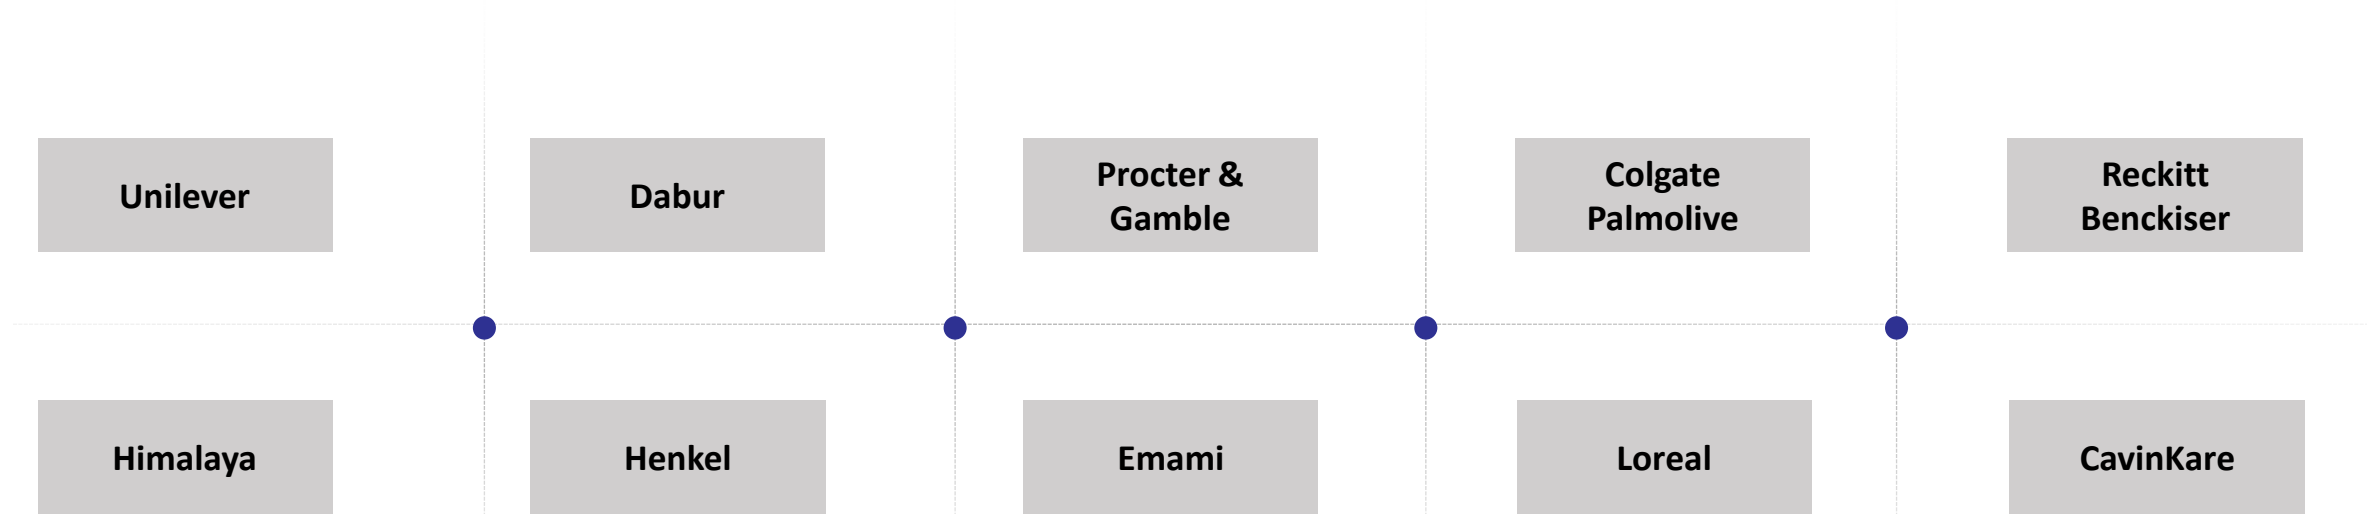 Unilever
Dabur
Procter &
Gamble
Colgate
Palmolive
Reckitt
Benckiser
Himalaya
Henkel
Emami
Loreal
CavinKare